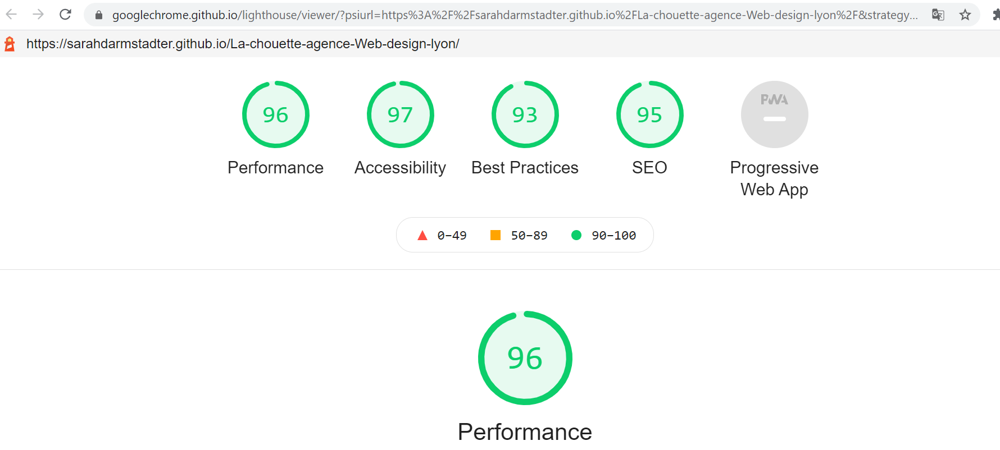 googlechrome.github.io/lighthouse/viewer/?psiurl=https%3A%2F%2Fsarahdarmstadter.github.io%2FLa-chouette-agence-Web-design-lyon%2F&strategy...
https://sarahdarmstadter.github.io/La-chouette-agence-Web-design-lyon/
96 97 93 95 PWA
Performance Accessibility Best Practices SEO Progressive
Web App
0–49 50–89 90–100
96
Performance